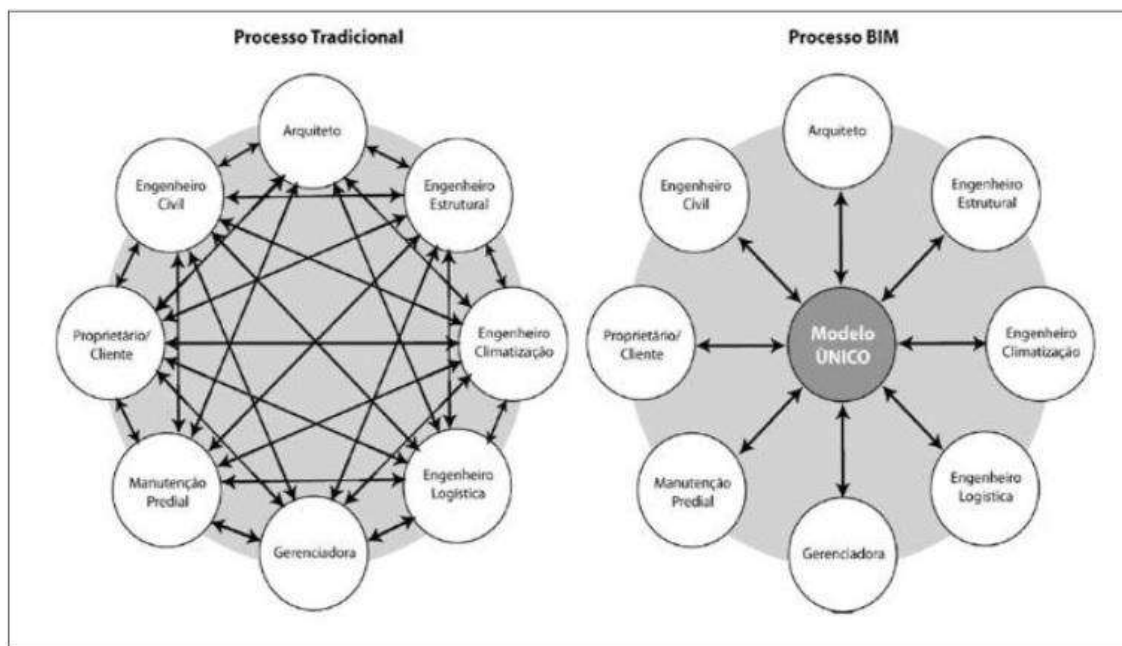 Processo Tradicional
Arquiteto
Engenheiro
Civil
Engenheiro
Estrutural
Proprietário/
Cliente
Engenheiro
Climatização
Manutenção
Predial
Engenheiro
Logística
Gerenciadora
Processo BIM
Arquiteto
Engenheiro
Civil
Engenheiro
Estrutural
Proprietário/
Cliente
Modelo
ÙNICO
Engenheiro
Climatização
Manutenção
Predial
Engenheiro
Logística
Gerenciadora